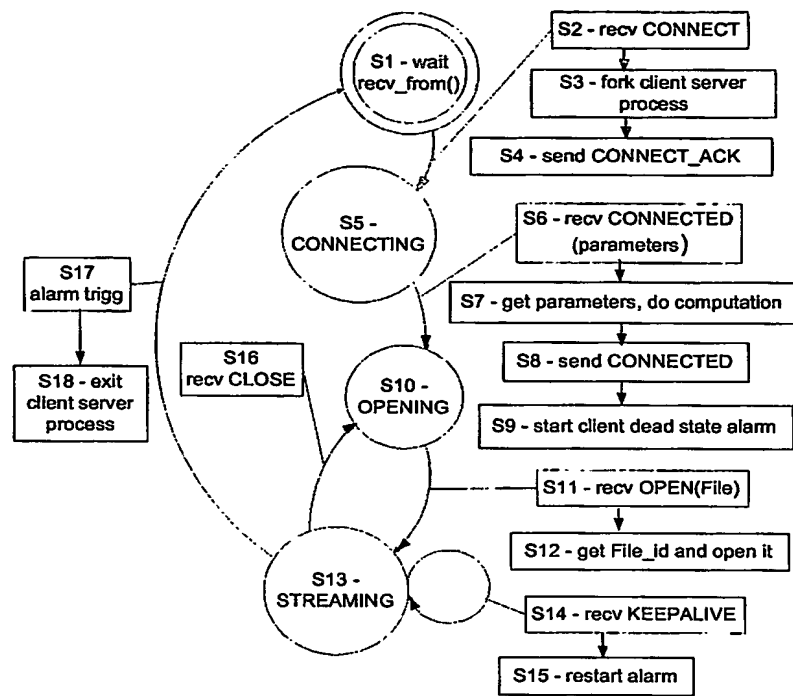 S1 - wait
recv_from()
S2 - recv CONNECT
S3 - fork client server
process
S4 - send CONNECT_ACK
S5 -
CONNECTING
S6 - recv CONNECTED
(parameters)
S7 - get parameters, do computation
S8 - send CONNECTED
S9 - start client dead state alarm
S10 -
OPENING
S11 - recv OPEN(File)
S12 - get File_id and open it
S13 -
STREAMING
S14 - recv KEEPALIVE
S15 - restart alarm
S16
recv CLOSE
S17
alarm trigg
S18 - exit
client server
process